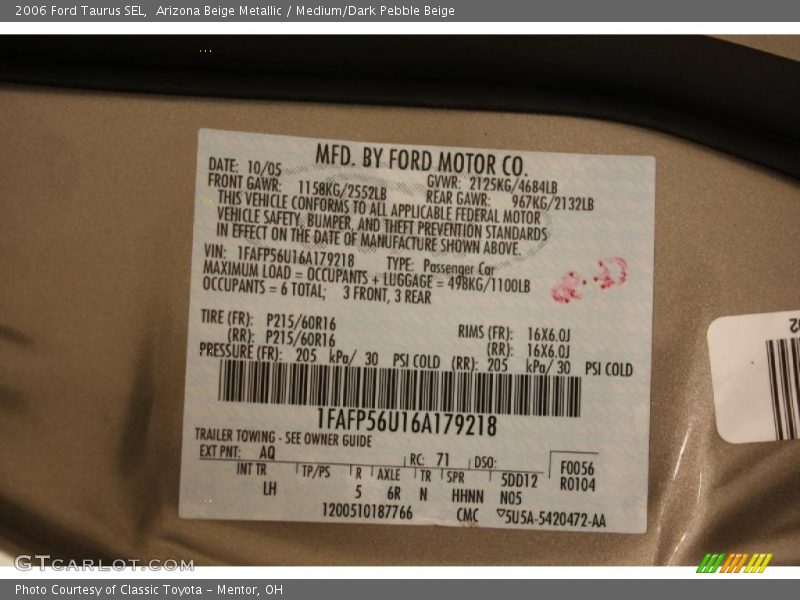 2006 Ford Taurus SEL,  Arizona Beige Metallic / Medium/Dark Pebble Beige
MFD. BY FORD MOTOR CO.
DATE: 10/05 GVWR: 2125KG/4684LB
FRONT GAWR: 1158KG/2552LB REAR GAWR: 967KG/2132LB
THIS VEHICLE CONFORMS TO ALL APPLICABLE FEDERAL MOTOR
VEHICLE SAFETY, BUMPER, AND THEFT PREVENTION STANDARDS
IN EFFECT ON THE DATE OF MANUFACTURE SHOWN ABOVE.
VIN: 1FAFP56U16A179218 TYPE: Passenger Car
MAXIMUM LOAD = OCCUPANTS + LUGGAGE = 498KG/1100LB
OCCUPANTS = 6 TOTAL; 3 FRONT, 3 REAR
TIRE (FR): P215/60R16 RIMS (FR): 16X6.0J
(RR): P215/60R16 (RR): 16X6.0J
PRESSURE (FR): 205 kPa/ 30 PSI COLD (RR): 205 kPa/ 30 PSI COLD
1FAFP56U16A179218
TRAILER TOWING - SEE OWNER GUIDE
EXT PNT: AQ RC: 71 DSO: F0056
INT TR TP/PS R AXLE TR SPR 5DD12 R0104
LH 5 6R N HHNN N05
1200510187766 CMC ▽5U5A-5420472-AA
GTCARLOT.COM
Photo Courtesy of Classic Toyota - Mentor, OH